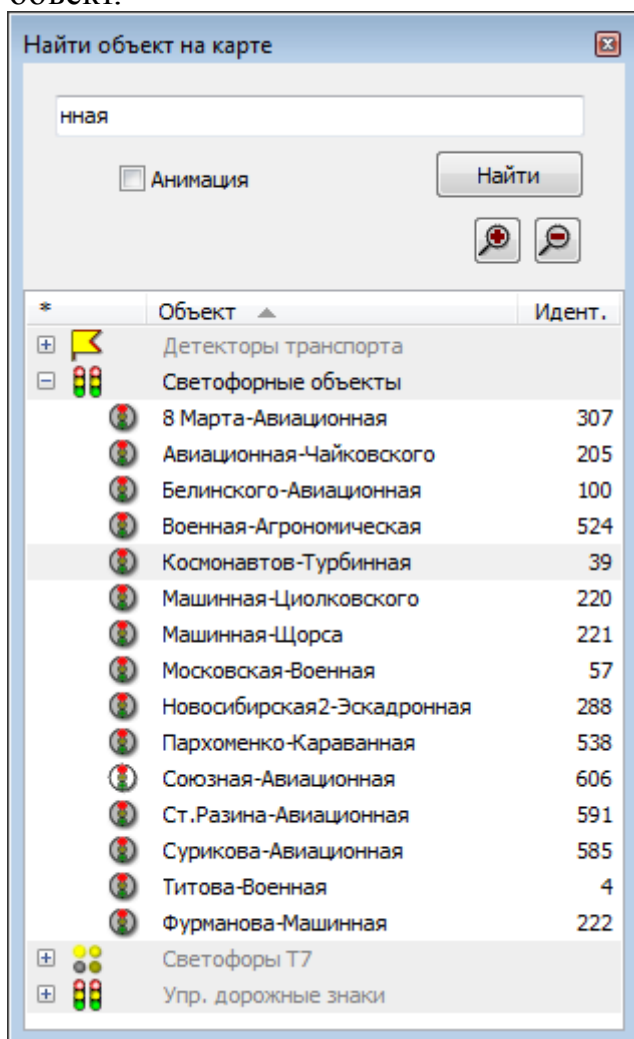 объект.
Найти объект на карте
нная
Анимация
Найти
* Объект Идент.
Детекторы транспорта
Светофорные объекты
8 Марта-Авиационная 307
Авиационная-Чайковского 205
Белинского-Авиационная 100
Военная-Агрономическая 524
Космонавтов-Турбинная 39
Машинная-Циолковского 220
Машинная-Щорса 221
Московская-Военная 57
Новосибирская2-Эскадронная 288
Пархоменко-Караванная 538
Союзная-Авиационная 606
Ст.Разина-Авиационная 591
Сурикова-Авиационная 585
Титова-Военная 4
Фурманова-Машинная 222
Светофоры Т7
Упр. дорожные знаки